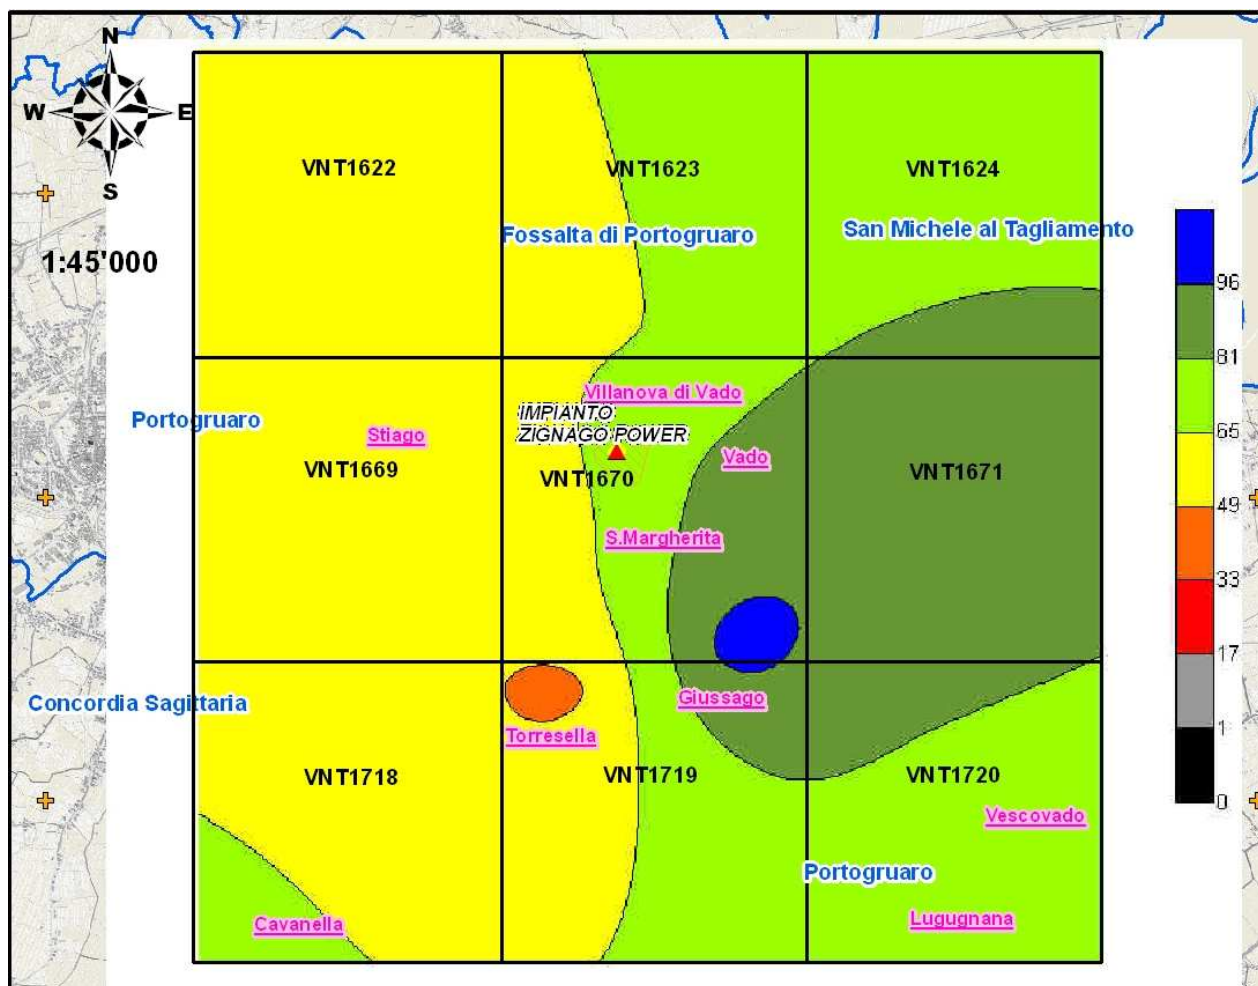 N
W E
S
1:45'000
VNT1622
VNT1623
VNT1624
Fossalta di Portogruaro
San Michele al Tagliamento
Portogruaro
Stiago
VNT1669
Villanova di Vado
IMPIANTO
ZIGNAGO POWER
VNT1670
Vado
VNT1671
S.Margherita
Concordia Sagittaria
Torresella
Giussago
VNT1718
VNT1719
VNT1720
Vescovado
Portogruaro
Cavanella
Lugugnana
96
81
65
49
33
17
1
0